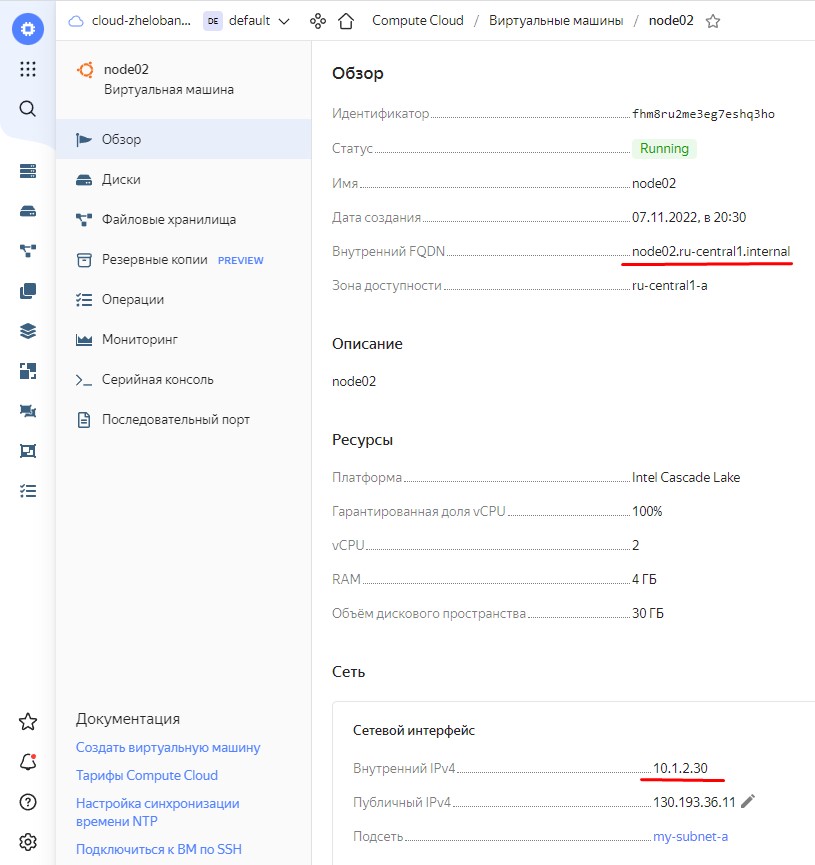 cloud-zheloban... DE default Compute Cloud / Виртуальные машины / node02
node02
Виртуальная машина
Обзор
Диски
Файловые хранилища
Резервные копии PREVIEW
Операции
Мониторинг
Серийная консоль
Последовательный порт
Документация
Создать виртуальную машину
Тарифы Compute Cloud
Настройка синхронизации
времени NTP
Подключиться к ВМ по SSH
Обзор
Идентификатор fhm8ru2me3eg7eshq3ho
Статус Running
Имя node02
Дата создания 07.11.2022, в 20:30
Внутренний FQDN node02.ru-central1.internal
Зона доступности ru-central1-a
Описание
node02
Ресурсы
Платформа Intel Cascade Lake
Гарантированная доля vCPU 100%
vCPU 2
RAM 4 ГБ
Объём дискового пространства 30 ГБ
Сеть
Сетевой интерфейс
Внутренний IPv4 10.1.2.30
Публичный IPv4 130.193.36.11
Подсеть my-subnet-a